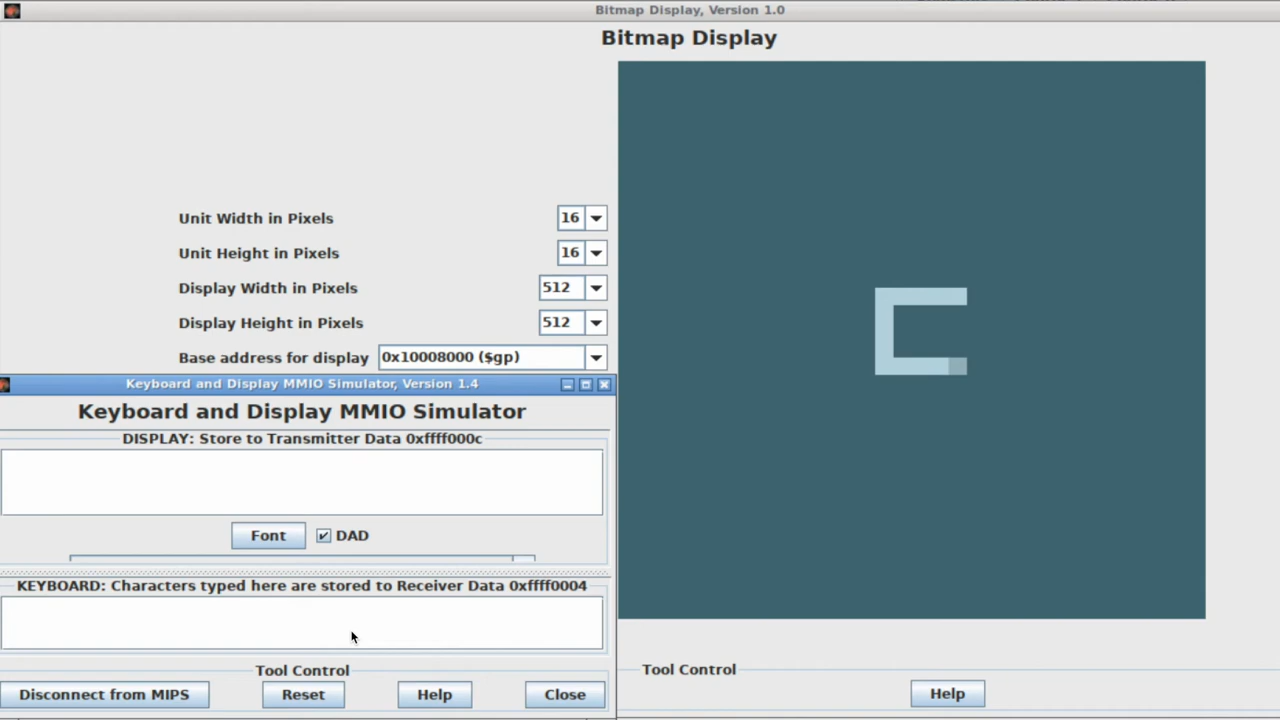 Bitmap Display, Version 1.0
Bitmap Display
Unit Width in Pixels 16
Unit Height in Pixels 16
Display Width in Pixels 512
Display Height in Pixels 512
Base address for display 0x10008000 ($gp)
Keyboard and Display MMIO Simulator, Version 1.4
Keyboard and Display MMIO Simulator
DISPLAY: Store to Transmitter Data 0xffff000c
Font DAD
KEYBOARD: Characters typed here are stored to Receiver Data 0xffff0004
Tool Control
Disconnect from MIPS Reset Help Close
Tool Control
Help